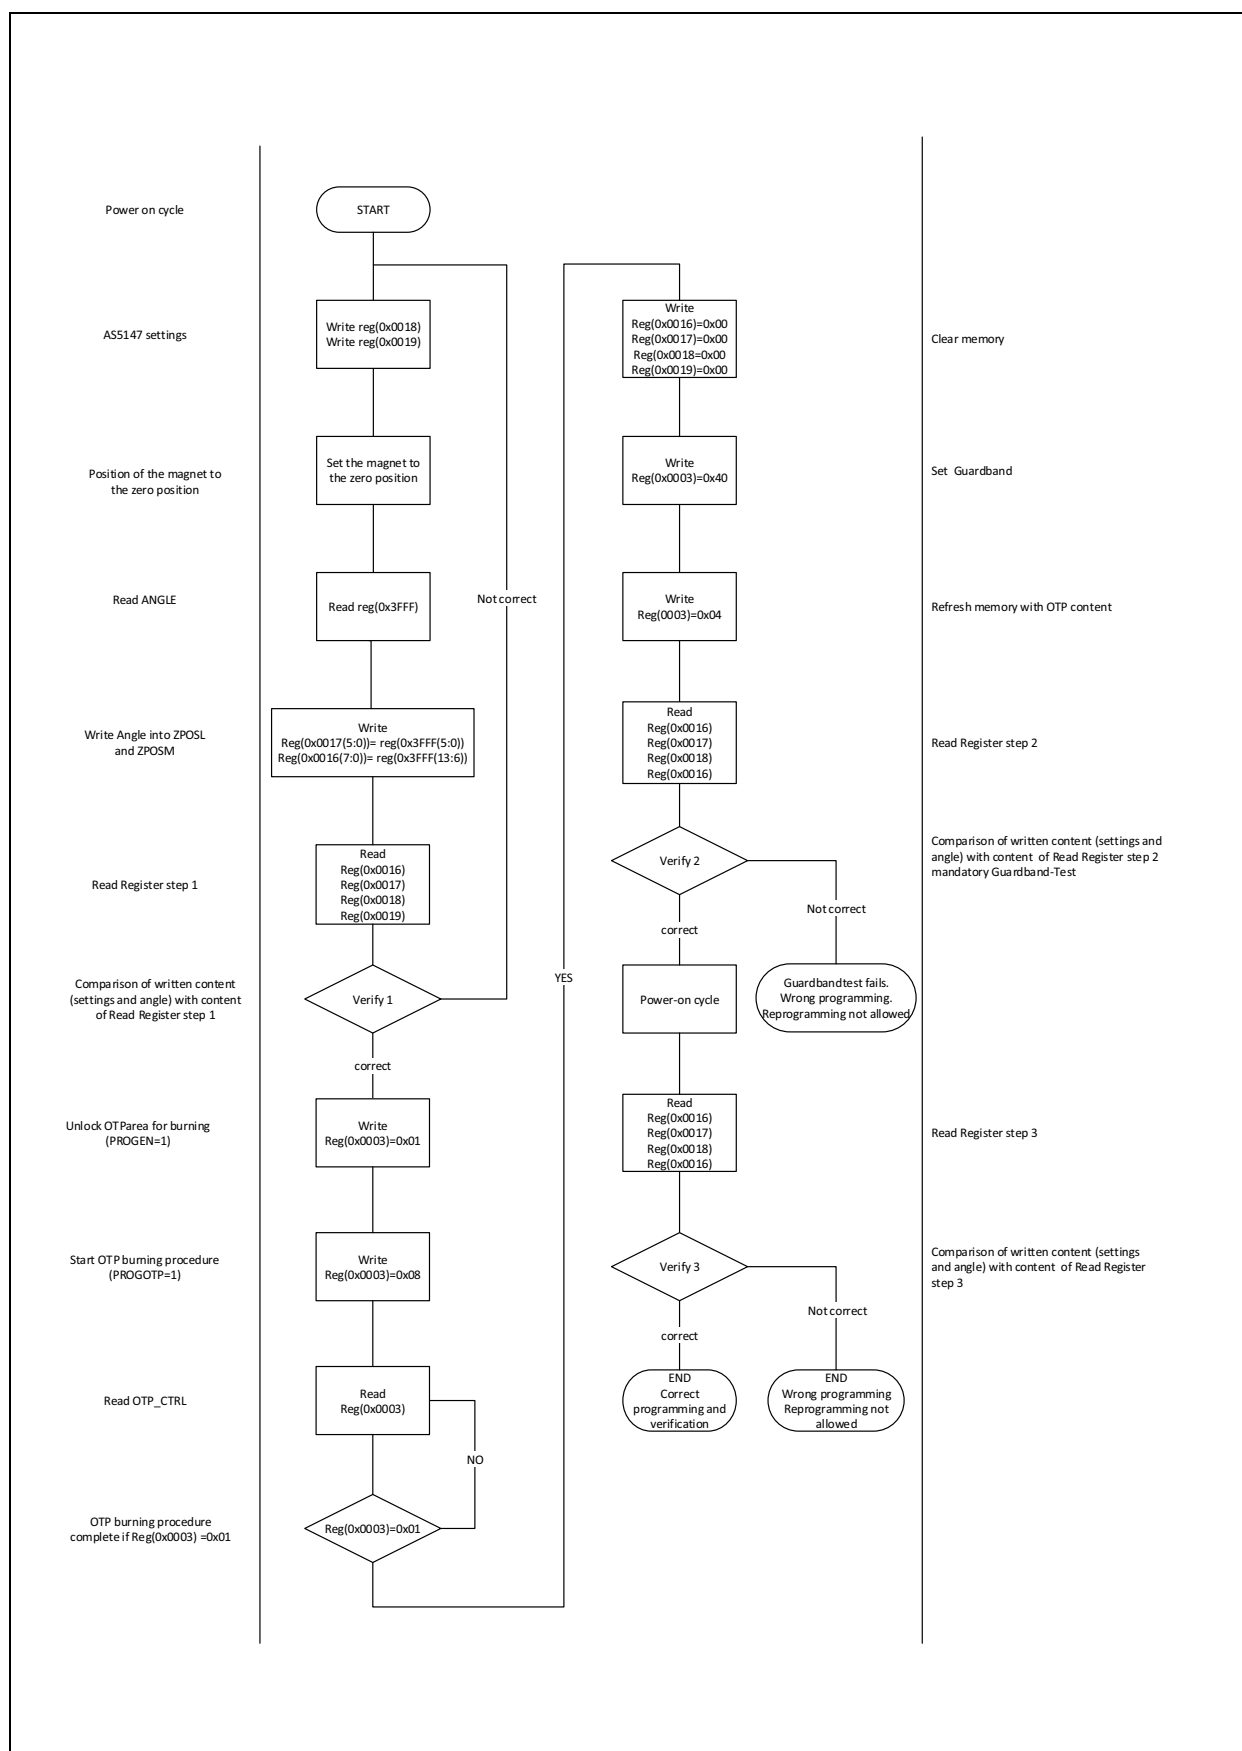 Power on cycle
START
AS5147 settings
Write reg(0x0018)
Write reg(0x0019)
Position of the magnet to
the zero position
Set the magnet to
the zero position
Read ANGLE
Read reg(0x3FFF)
Not correct
Write Angle into ZPOSL
and ZPOSM
Write
Reg(0x0017(5:0))= reg(0x3FFF(5:0))
Reg(0x0016(7:0))= reg(0x3FFF(13:6))
Read Register step 1
Read
Reg(0x0016)
Reg(0x0017)
Reg(0x0018)
Reg(0x0019)
Comparison of written content
(settings and angle) with content
of Read Register step 1
Verify 1
correct
Unlock OTParea for burning
(PROGEN=1)
Write
Reg(0x0003)=0x01
Start OTP burning procedure
(PROGOTP=1)
Write
Reg(0x0003)=0x08
Read OTP_CTRL
Read
Reg(0x0003)
NO
OTP burning procedure
complete if Reg(0x0003) =0x01
Reg(0x0003)=0x01
YES
Write
Reg(0x0016)=0x00
Reg(0x0017)=0x00
Reg(0x0018=0x00
Reg(0x0019)=0x00
Clear memory
Write
Reg(0x0003)=0x40
Set Guardband
Write
Reg(0003)=0x04
Refresh memory with OTP content
Read
Reg(0x0016)
Reg(0x0017)
Reg(0x0018)
Reg(0x0016)
Read Register step 2
Verify 2
Comparison of written content (settings and
angle) with content of Read Register step 2
mandatory Guardband-Test
Not correct
correct
Guardbandtest fails.
Wrong programming.
Reprogramming not allowed
Power-on cycle
Read
Reg(0x0016)
Reg(0x0017)
Reg(0x0018)
Reg(0x0016)
Read Register step 3
Verify 3
Comparison of written content (settings
and angle) with content of Read Register
step 3
Not correct
correct
END
Correct
programming and
verification
END
Wrong programming
Reprogramming not
allowed